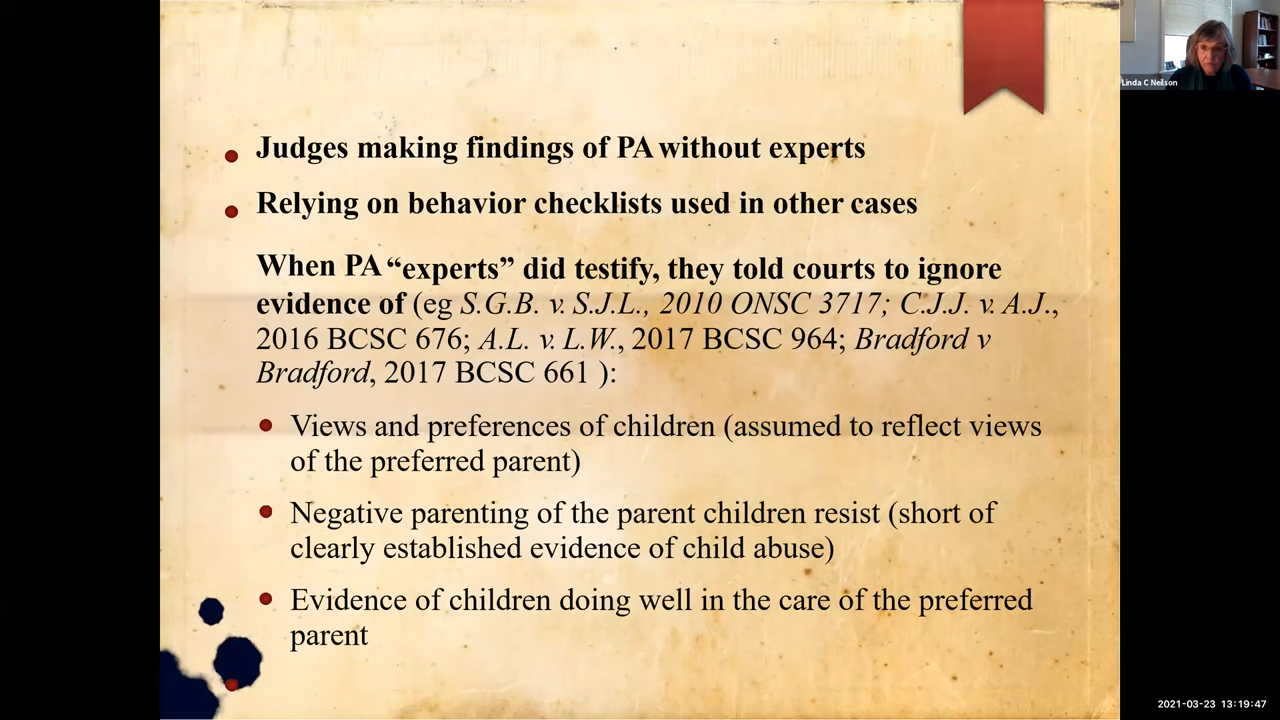 Linda C Neilson
Judges making findings of PA without experts
Relying on behavior checklists used in other cases
When PA “experts” did testify, they told courts to ignore
evidence of (eg S.G.B. v. S.J.L., 2010 ONSC 3717; C.J.J. v. A.J.,
2016 BCSC 676; A.L. v. L.W., 2017 BCSC 964; Bradford v
Bradford, 2017 BCSC 661 ):
Views and preferences of children (assumed to reflect views
of the preferred parent)
Negative parenting of the parent children resist (short of
clearly established evidence of child abuse)
Evidence of children doing well in the care of the preferred
parent
2021-03-23 13:19:47